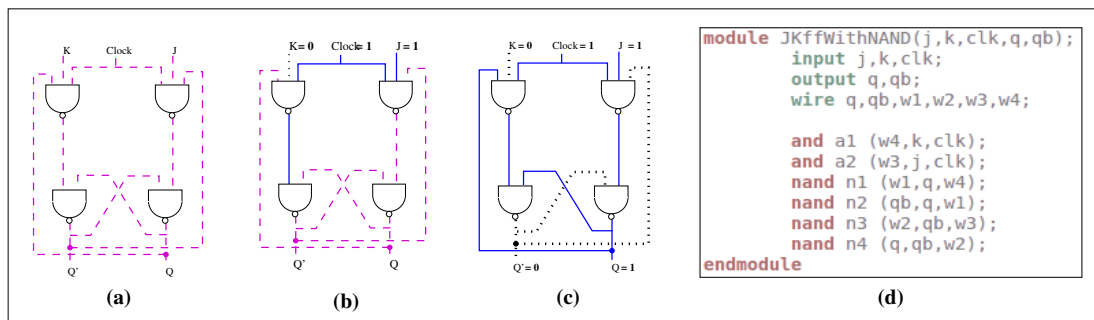 K Clock J
Q' Q
(a)
K = 0 Clock = 1 J = 1
Q' Q
(b)
K = 0 Clock = 1 J = 1
Q' = 0 Q = 1
(c)
module JKffWithNAND(j,k,clk,q,qb);
input j,k,clk;
output q,qb;
wire q,qb,w1,w2,w3,w4;
and a1 (w4,k,clk);
and a2 (w3,j,clk);
nand n1 (w1,q,w4);
nand n2 (qb,q,w1);
nand n3 (w2,qb,w3);
nand n4 (q,qb,w2);
endmodule
(d)